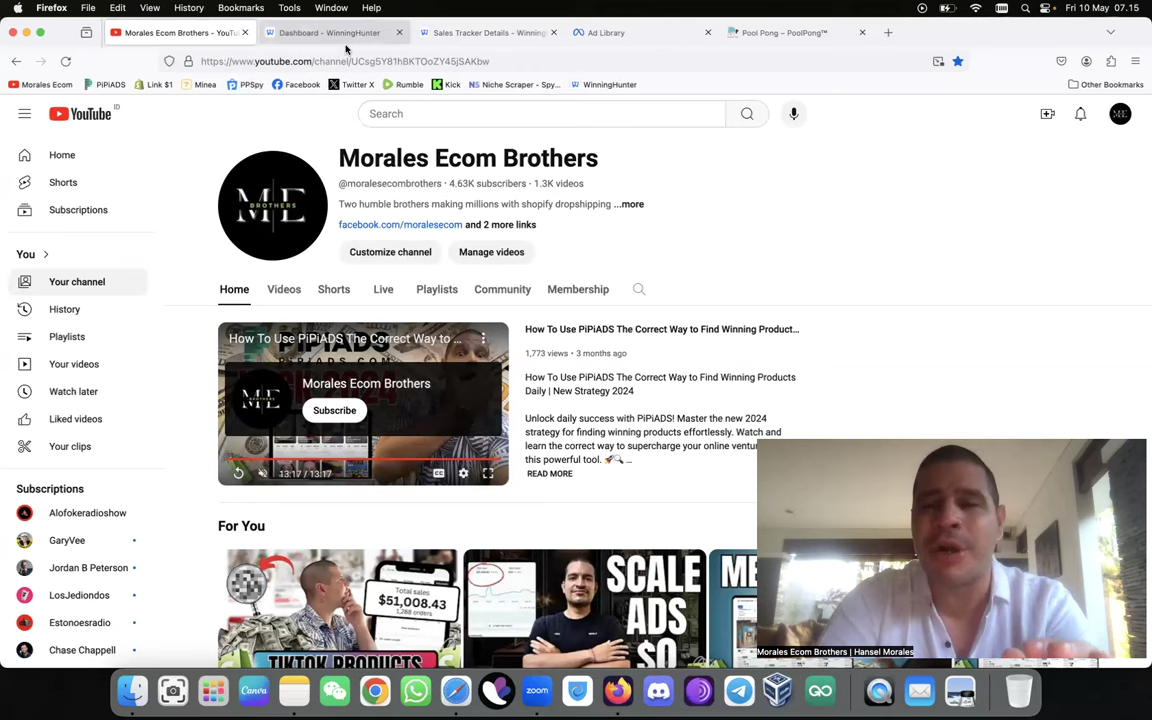 Firefox File Edit View History Bookmarks Tools Window Help Fri 10 May 07.15
Morales Ecom Brothers - YouTu
Dashboard - WinningHunter
Sales Tracker Details - Winning
Ad Library
Pool Pong – PoolPong™
https://www.youtube.com/channel/UCsg5Y81hBKTOoZY45jSAKbw
Morales Ecom PiPiADS Link $1 Minea PPSpy Facebook Twitter X Rumble Kick Niche Scraper - Spy... WinningHunter Other Bookmarks
YouTube ID
Search
Home
Shorts
Subscriptions
You
Your channel
History
Playlists
Your videos
Watch later
Liked videos
Your clips
Subscriptions
Alofokeradioshow
GaryVee
Jordan B Peterson
LosJeldiondos
Estonoesradio
Chase Chappell
M E
BROTHERS
Morales Ecom Brothers
@moralesecombrothers · 4.63K subscribers · 1.3K videos
Two humble brothers making millions with shopify dropshipping ...more
facebook.com/moralesecom and 2 more links
Customize channel
Manage videos
Home Videos Shorts Live Playlists Community Membership
How To Use PiPiADS The Correct Way to ...
Morales Ecom Brothers
Subscribe
13:17 / 13:17
How To Use PiPiADS The Correct Way to Find Winning Product...
1,773 views · 3 months ago
How To Use PiPiADS The Correct Way to Find Winning Products
Daily | New Strategy 2024
Unlock daily success with PiPiADS! Master the new 2024
strategy for finding winning products effortlessly. Watch and
learn the correct way to supercharge your online ventu
this powerful tool. 🚀🔍 ...
READ MORE
For You
Total sales
$51,008.43
1,288 orders
TIKTOK PRODUCTS
SCALE
ADS
$O
ME
Morales Ecom Brothers | Hansel Morales
Canva
zoom